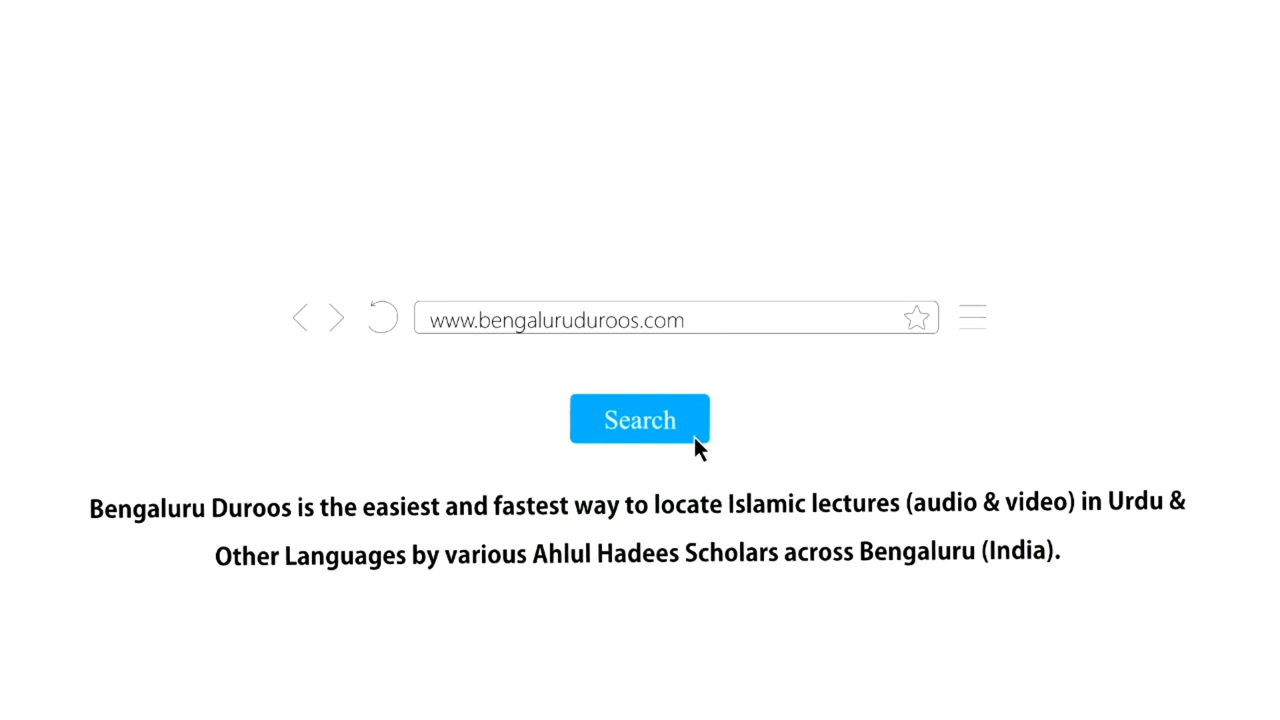 www.bengaluruduroos.com
Search
Bengaluru Duroos is the easiest and fastest way to locate Islamic lectures (audio & video) in Urdu &
Other Languages by various Ahlul Hadees Scholars across Bengaluru (India).